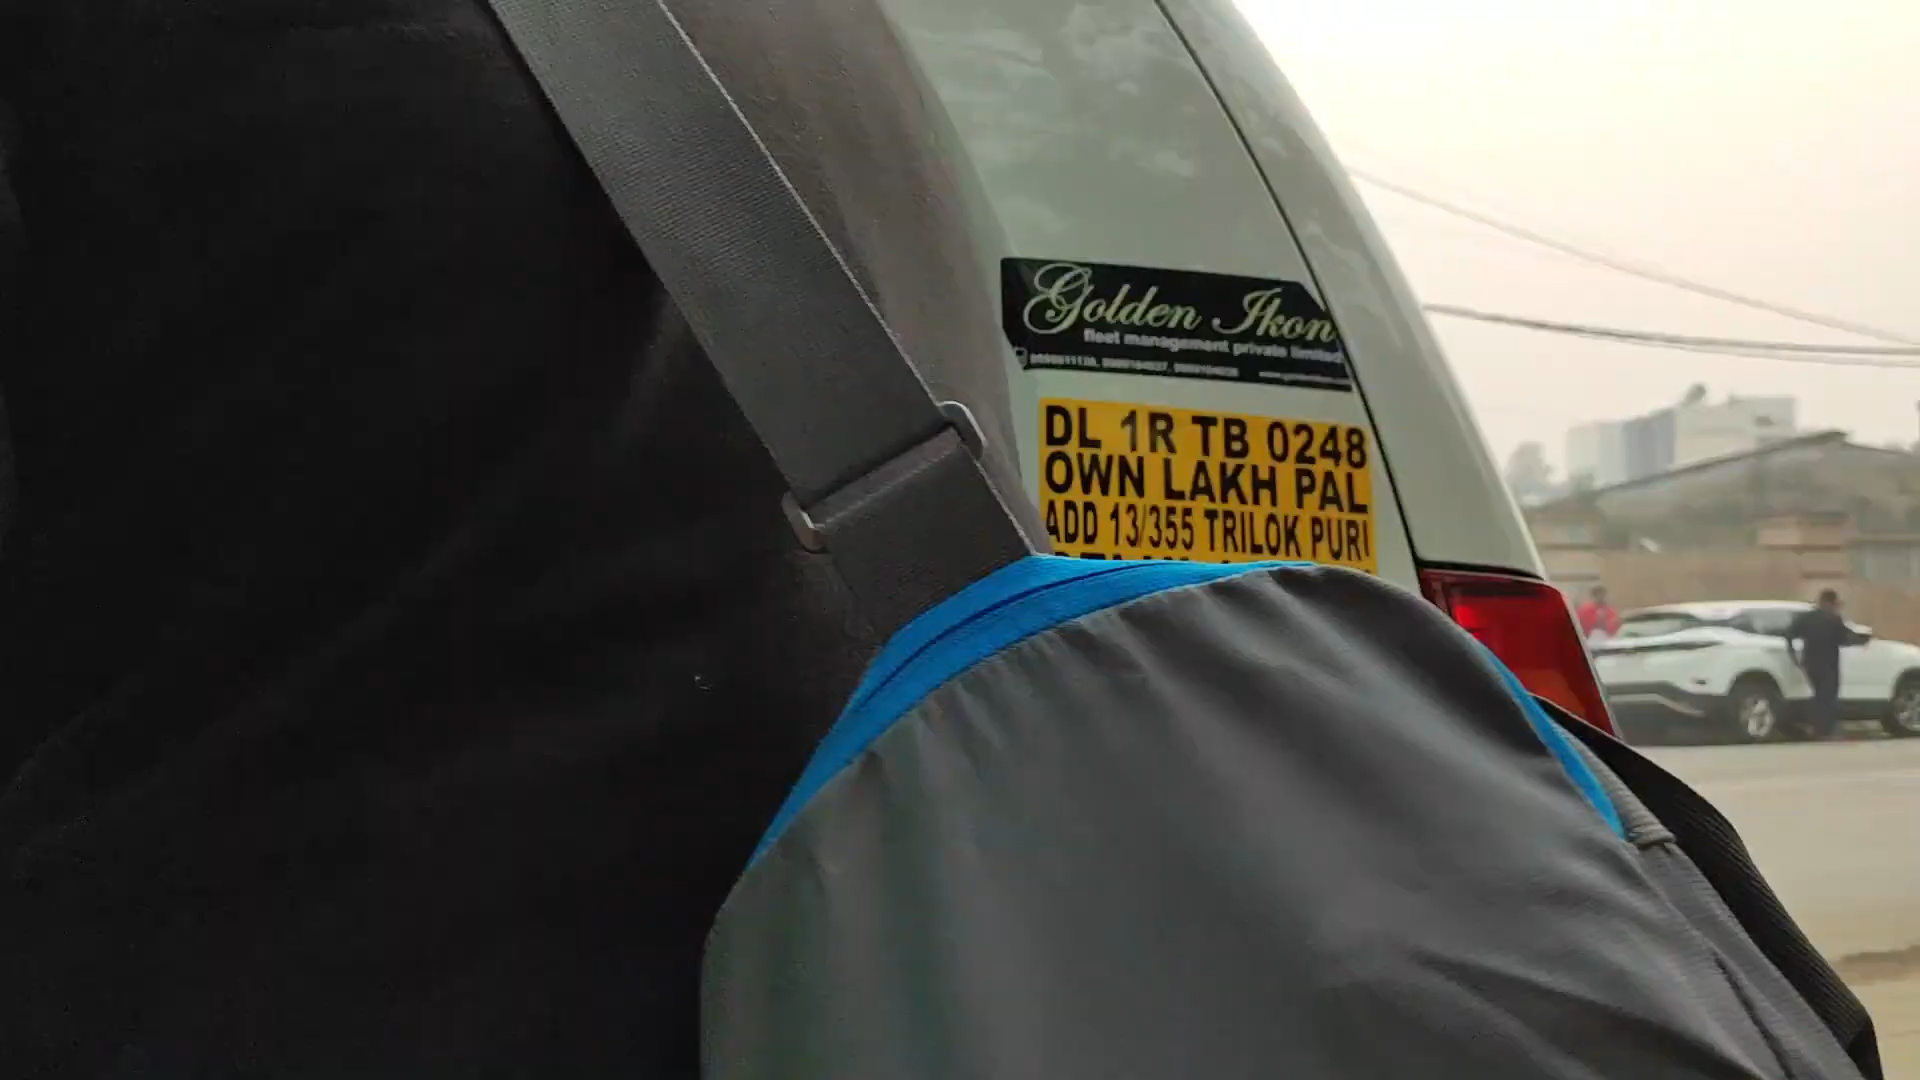 Golden Ikon
fleet management private limited
DL 1R TB 0248
OWN LAKH PAL
ADD 13/355 TRILOK PURI